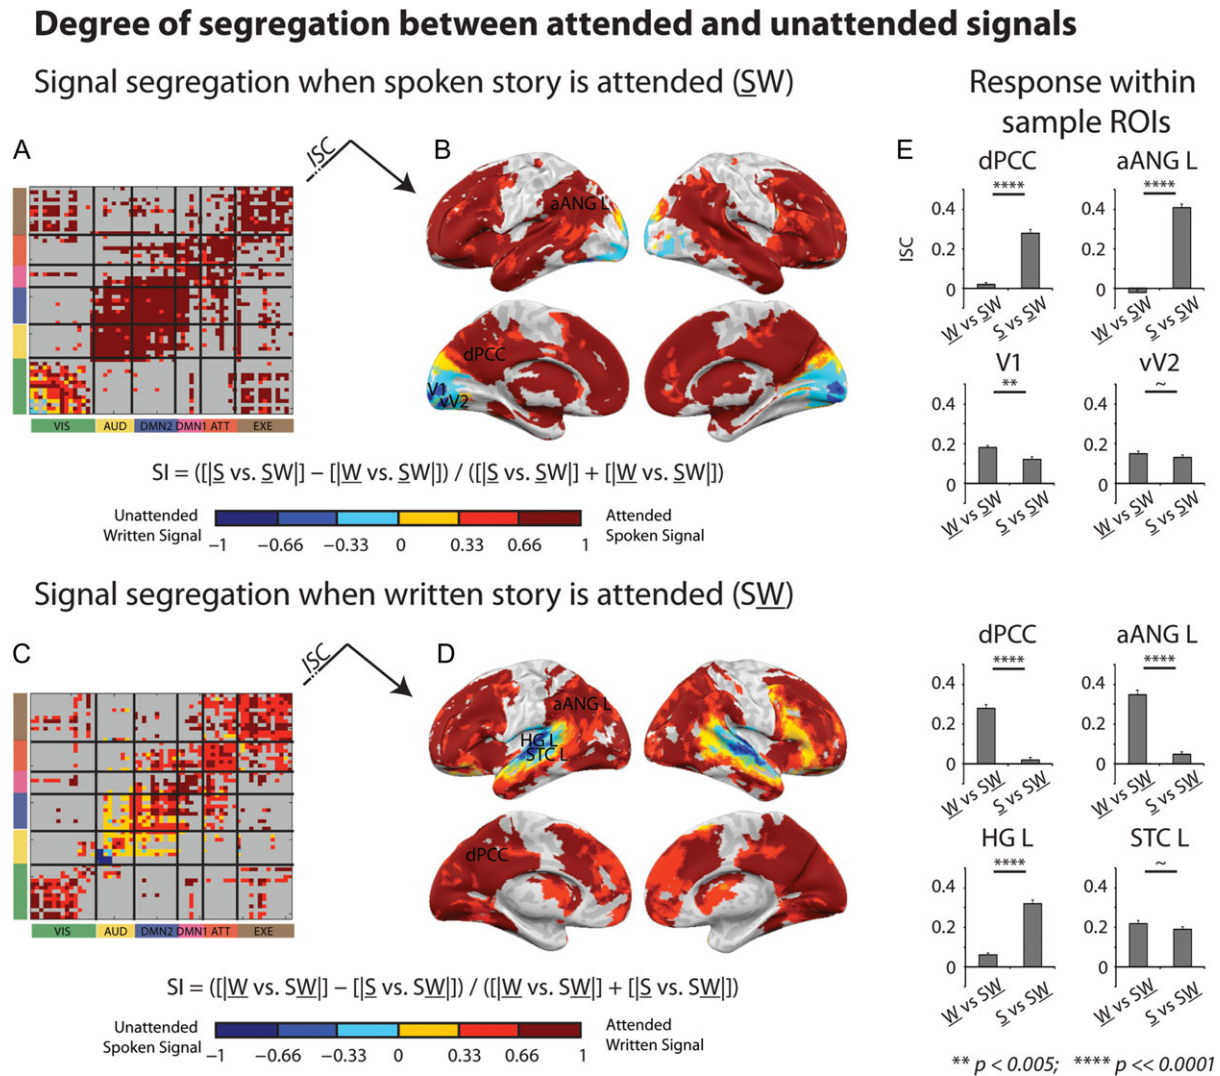 Degree of segregation between attended and unattended signals
Signal segregation when spoken story is attended (SW)
Response within
sample ROIs
A
ISC
B
E
aANG L
dPCC
V1
vV2
VIS AUD DMN2 DMN1 ATT EXE
SI = ([|S vs. SW|] – [|W vs. SW|]) / ([|S vs. SW|] + [|W vs. SW|])
Unattended
Written Signal
Attended
Spoken Signal
−1 −0.66 −0.33 0 0.33 0.66 1
dPCC
****
0.4
0.2
0
ISC
W vs SW
S vs SW
aANG L
****
0.4
0.2
0
W vs SW
S vs SW
V1
**
0.4
0.2
0
W vs SW
S vs SW
vV2
~
0.4
0.2
0
W vs SW
S vs SW
Signal segregation when written story is attended (SW)
C
ISC
D
aANG L
HG L
STC L
dPCC
VIS AUD DMN2 DMN1 ATT EXE
SI = ([|W vs. SW|] – [|S vs. SW|]) / ([|W vs. SW|] + [|S vs. SW|])
Unattended
Spoken Signal
Attended
Written Signal
−1 −0.66 −0.33 0 0.33 0.66 1
dPCC
****
0.4
0.2
0
W vs SW
S vs SW
aANG L
****
0.4
0.2
0
W vs SW
S vs SW
HG L
****
0.4
0.2
0
W vs SW
S vs SW
STC L
~
0.4
0.2
0
W vs SW
S vs SW
** p < 0.005; **** p << 0.0001